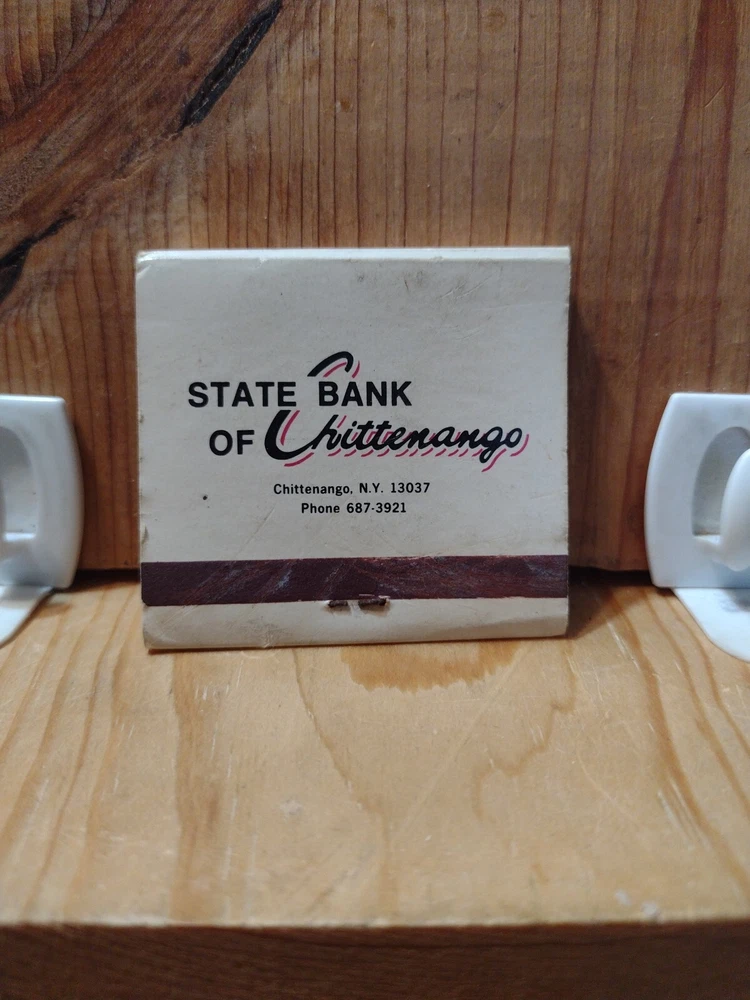 STATE BANK
OF Chittenango
Chittenango, N.Y. 13037
Phone 687-3921